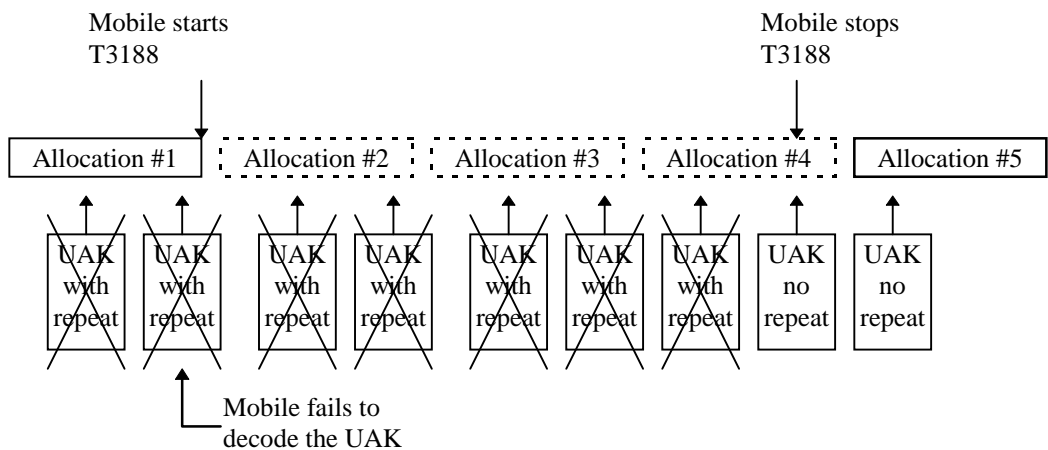 Mobile starts
T3188
Mobile stops
T3188
Allocation #1
Allocation #2
Allocation #3
Allocation #4
Allocation #5
UAK
with
repeat
UAK
with
repeat
UAK
with
repeat
UAK
with
repeat
UAK
with
repeat
UAK
with
repeat
UAK
with
repeat
UAK
no
repeat
UAK
no
repeat
Mobile fails to
decode the UAK